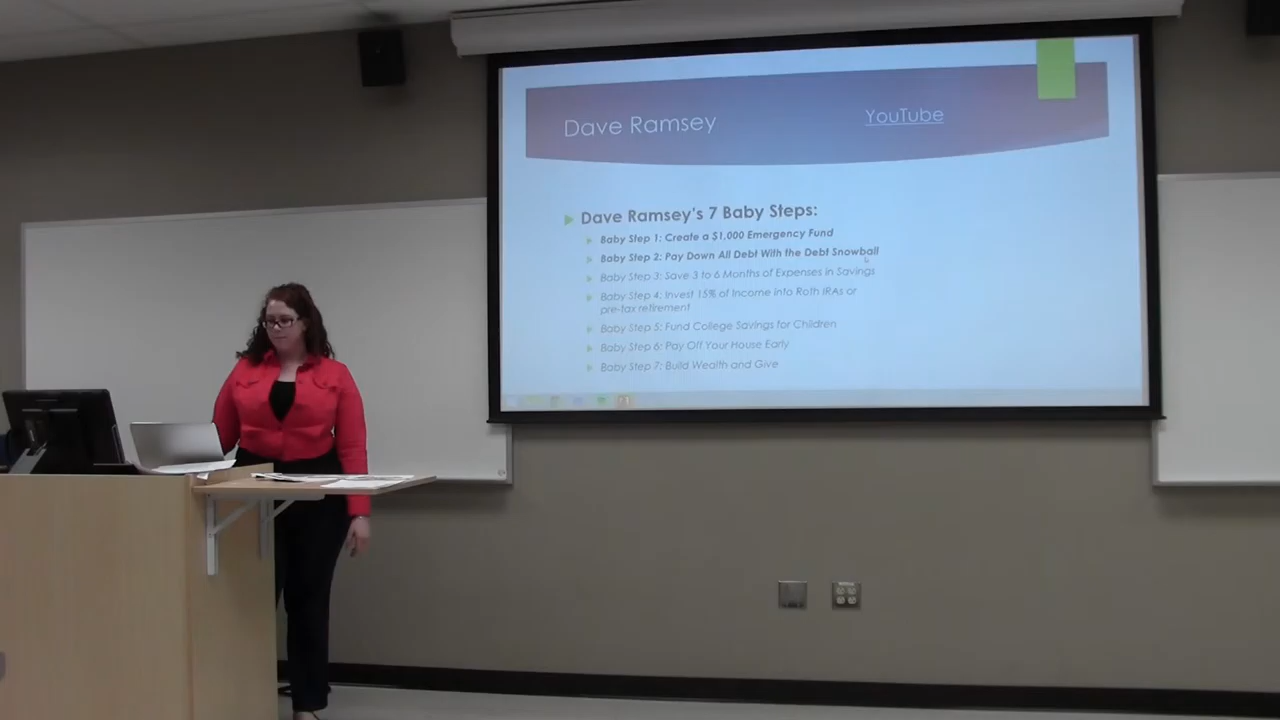 Dave Ramsey
YouTube
Dave Ramsey's 7 Baby Steps:
Baby Step 1: Create a $1,000 Emergency Fund
Baby Step 2: Pay Down All Debt With the Debt Snowball
Baby Step 3: Save 3 to 6 Months of Expenses in Savings
Baby Step 4: Invest 15% of Income into Roth IRAs or
pre-tax retirement
Baby Step 5: Fund College Savings for Children
Baby Step 6: Pay Off Your House Early
Baby Step 7: Build Wealth and Give